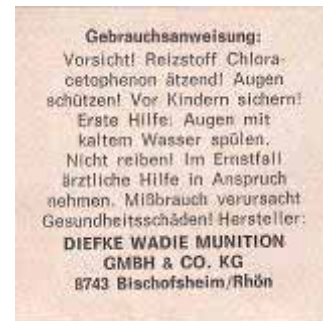 Gebrauchsanweisung:
Vorsicht! Reizstoff Chlora-
cetophenon ätzend! Augen
schützen! Vor Kindern sichern!
Erste Hilfe: Augen mit
kaltem Wasser spülen.
Nicht reiben! Im Ernstfall
ärztliche Hilfe in Anspruch
nehmen. Mißbrauch verursacht
Gesundheitsschäden! Hersteller:
DIEFKE WADIE MUNITION
GMBH & CO. KG
8743 Bischofsheim/Rhön